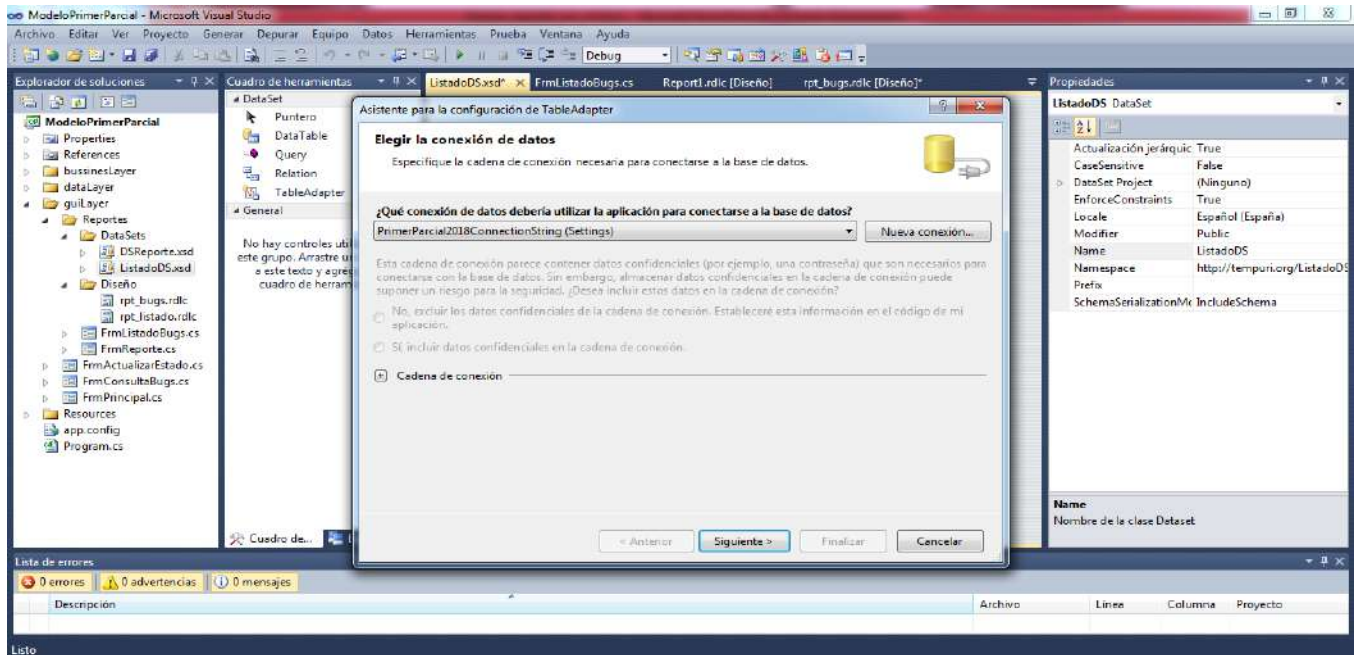 ModeloPrimerParcial - Microsoft Visual Studio
Archivo Editar Ver Proyecto Generar Depurar Equipo Datos Herramientas Prueba Ventana Ayuda
Debug
Explorador de soluciones
ModeloPrimerParcial
Properties
References
bussinesLayer
dataLayer
guiLayer
Reportes
DataSets
DSReporte.xsd
ListadoDS.xsd
Diseño
rpt_bugs.rdlc
rpt_listado.rdlc
FrmListadoBugs.cs
FrmReporte.cs
FrmActualizarEstado.cs
FrmConsultaBugs.cs
FrmPrincipal.cs
Resources
app.config
Program.cs
Cuadro de herramientas
DataSet
Puntero
DataTable
Query
Relation
TableAdapter
General
No hay controles uti
este grupo. Arrastre u
a este texto y agreg
cuadro de herram
Cuadro de...
ListadoDS.xsd* FrmListadoBugs.cs Report1.rdlc [Diseño] rpt_bugs.rdlc [Diseño]*
Asistente para la configuración de TableAdapter
Elegir la conexión de datos
Especifique la cadena de conexión necesaria para conectarse a la base de datos.
¿Qué conexión de datos debería utilizar la aplicación para conectarse a la base de datos?
PrimerParcial2018ConnectionString (Settings) Nueva conexión...
Esta cadena de conexión parece contener datos confidenciales (por ejemplo, una contraseña) que son necesarios para
conectarse con la base de datos. Sin embargo, almacenar datos confidenciales en la cadena de conexión puede
suponer un riesgo para la seguridad. ¿Desea incluir estos datos en la cadena de conexión?
No, excluir los datos confidenciales de la cadena de conexión. Estableceré esta información en el código de mi
aplicación.
Sí incluir datos confidenciales en la cadena de conexión.
Cadena de conexión
< Anterior Siguiente > Finalizar Cancelar
Propiedades
ListadoDS DataSet
Actualización jerárquic True
CaseSensitive False
DataSet Project (Ninguno)
EnforceConstraints True
Locale Español (España)
Modifier Public
Name ListadoDS
Namespace http://tempuri.org/ListadoDS
Prefix
SchemaSerializationMo IncludeSchema
Name
Nombre de la clase Dataset
Lista de errores
0 errores 0 advertencias 0 mensajes
Descripción Archivo Línea Columna Proyecto
Listo